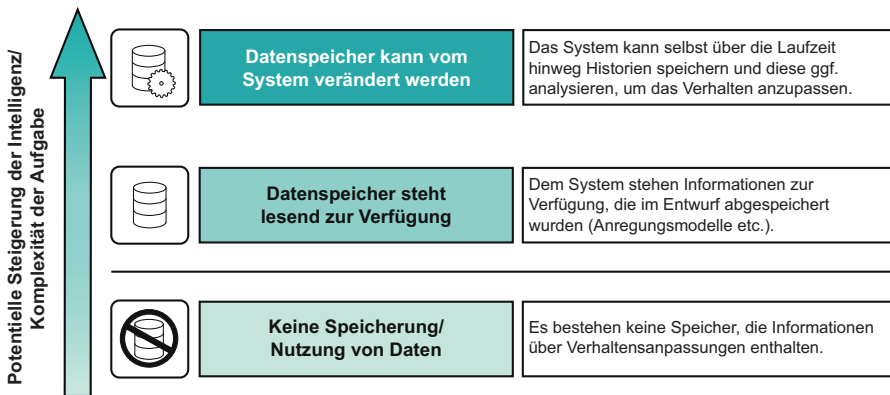 Potentielle Steigerung der Intelligenz/
Komplexität der Aufgabe
Datenspeicher kann vom
System verändert werden
Das System kann selbst über die Laufzeit
hinweg Historien speichern und diese ggf.
analysieren, um das Verhalten anzupassen.
Datenspeicher steht
lesend zur Verfügung
Dem System stehen Informationen zur
Verfügung, die im Entwurf abgespeichert
wurden (Anregungsmodelle etc.).
Keine Speicherung/
Nutzung von Daten
Es bestehen keine Speicher, die Informationen
über Verhaltensanpassungen enthalten.